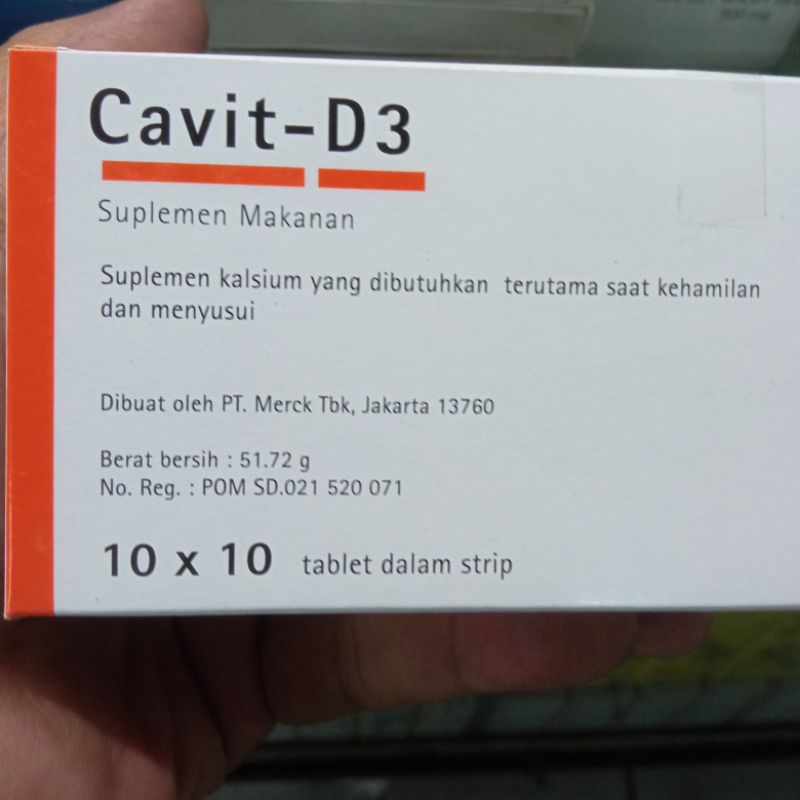 Cavit-D3
Suplemen Makanan
Suplemen kalsium yang dibutuhkan terutama saat kehamilan
dan menyusui
Dibuat oleh PT. Merck Tbk, Jakarta 13760
Berat bersih : 51.72 g
No. Reg. : POM SD.021 520 071
10 x 10 tablet dalam strip